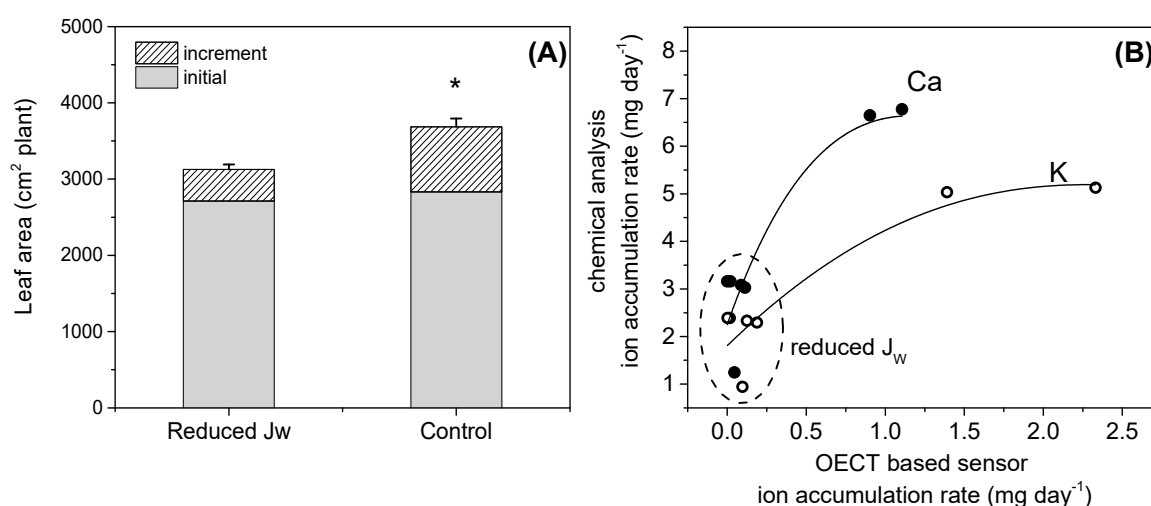 5000
4000
3000
2000
1000
0
Leaf area (cm² plant)
increment
initial
(A)
*
Reduced Jw
Control
8
7
6
5
4
3
2
1
chemical analysis
ion accumulation rate (mg day⁻¹)
(B)
Ca
K
reduced J_W
0.0 0.5 1.0 1.5 2.0 2.5
OECT based sensor
ion accumulation rate (mg day⁻¹)